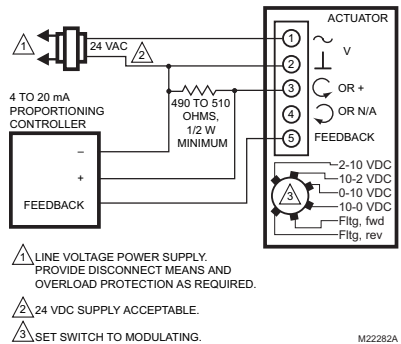 ACTUATOR
1
24 VAC
2
1
V
2
3
OR +
4 TO 20 mA
PROPORTIONING
CONTROLLER
490 TO 510
OHMS,
1/2 W
MINIMUM
4
OR N/A
5
FEEDBACK
–
+
FEEDBACK
2-10 VDC
10-2 VDC
0-10 VDC
10-0 VDC
Fltg, fwd
Fltg, rev
3
1 LINE VOLTAGE POWER SUPPLY.
PROVIDE DISCONNECT MEANS AND
OVERLOAD PROTECTION AS REQUIRED.
2 24 VDC SUPPLY ACCEPTABLE.
3 SET SWITCH TO MODULATING.
M22282A